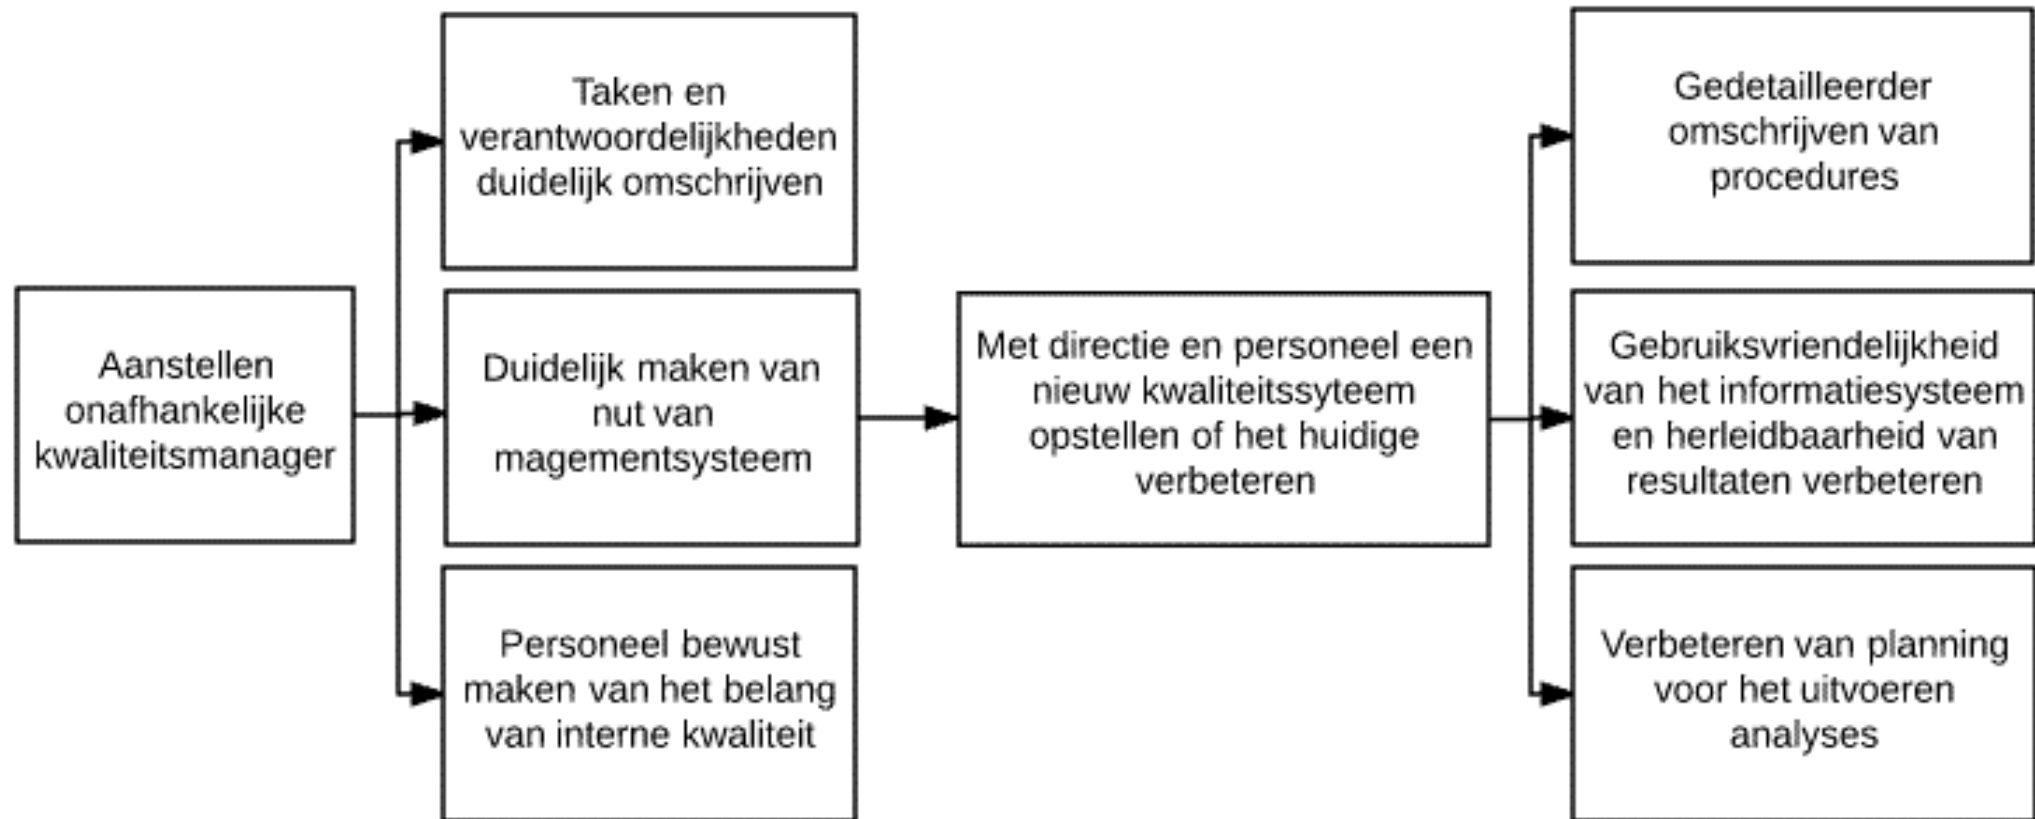 Aanstellen
onafhankelijke
kwaliteitsmanager
Taken en
verantwoordelijkheden
duidelijk omschrijven
Duidelijk maken van
nut van
magementsysteem
Personeel bewust
maken van het belang
van interne kwaliteit
Met directie en personeel een
nieuw kwaliteitssyteem
opstellen of het huidige
verbeteren
Gedetailleerder
omschrijven van
procedures
Gebruiksvriendelijkheid
van het informatiesysteem
en herleidbaarheid van
resultaten verbeteren
Verbeteren van planning
voor het uitvoeren
analyses